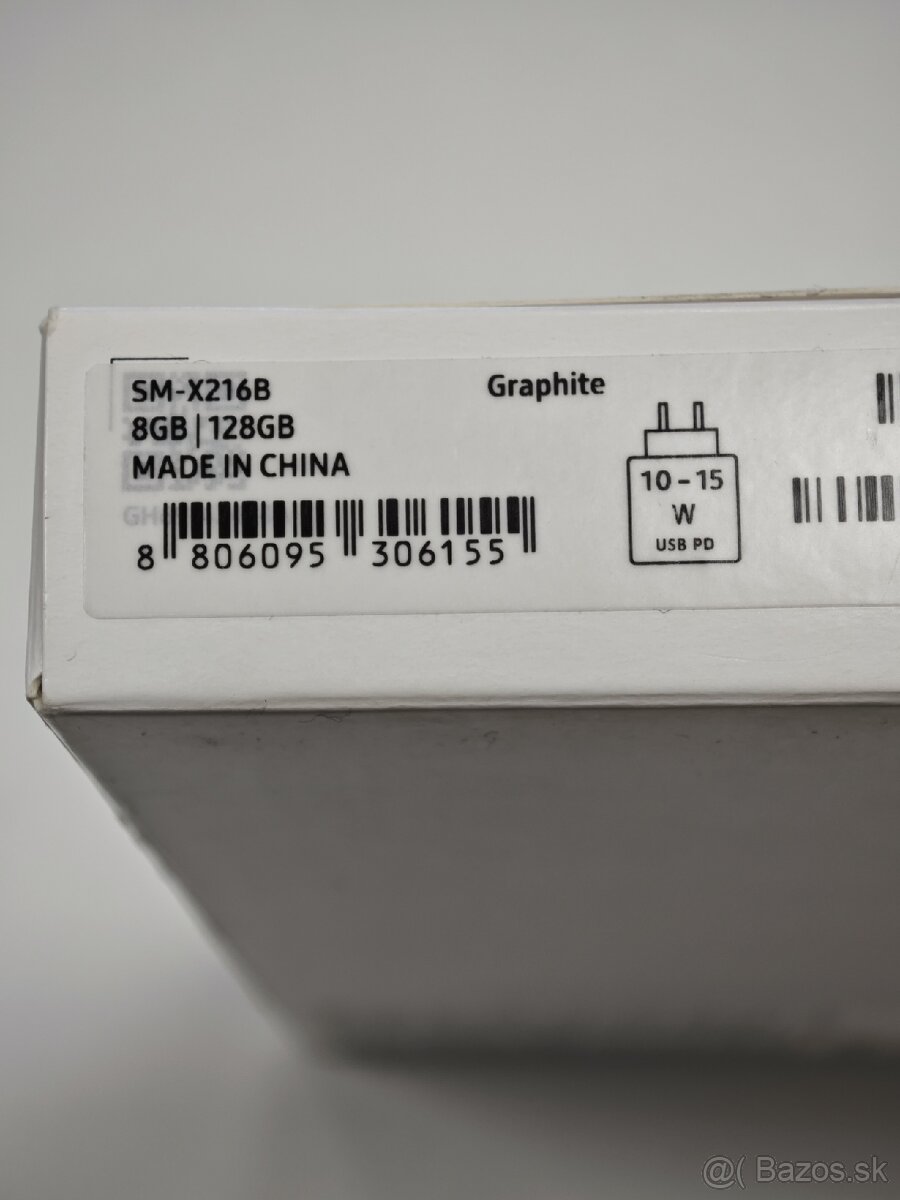 SM-X216B
8GB | 128GB
MADE IN CHINA
8 806095 306155
Graphite
10 – 15
W
USB PD
@( Bazos.sk